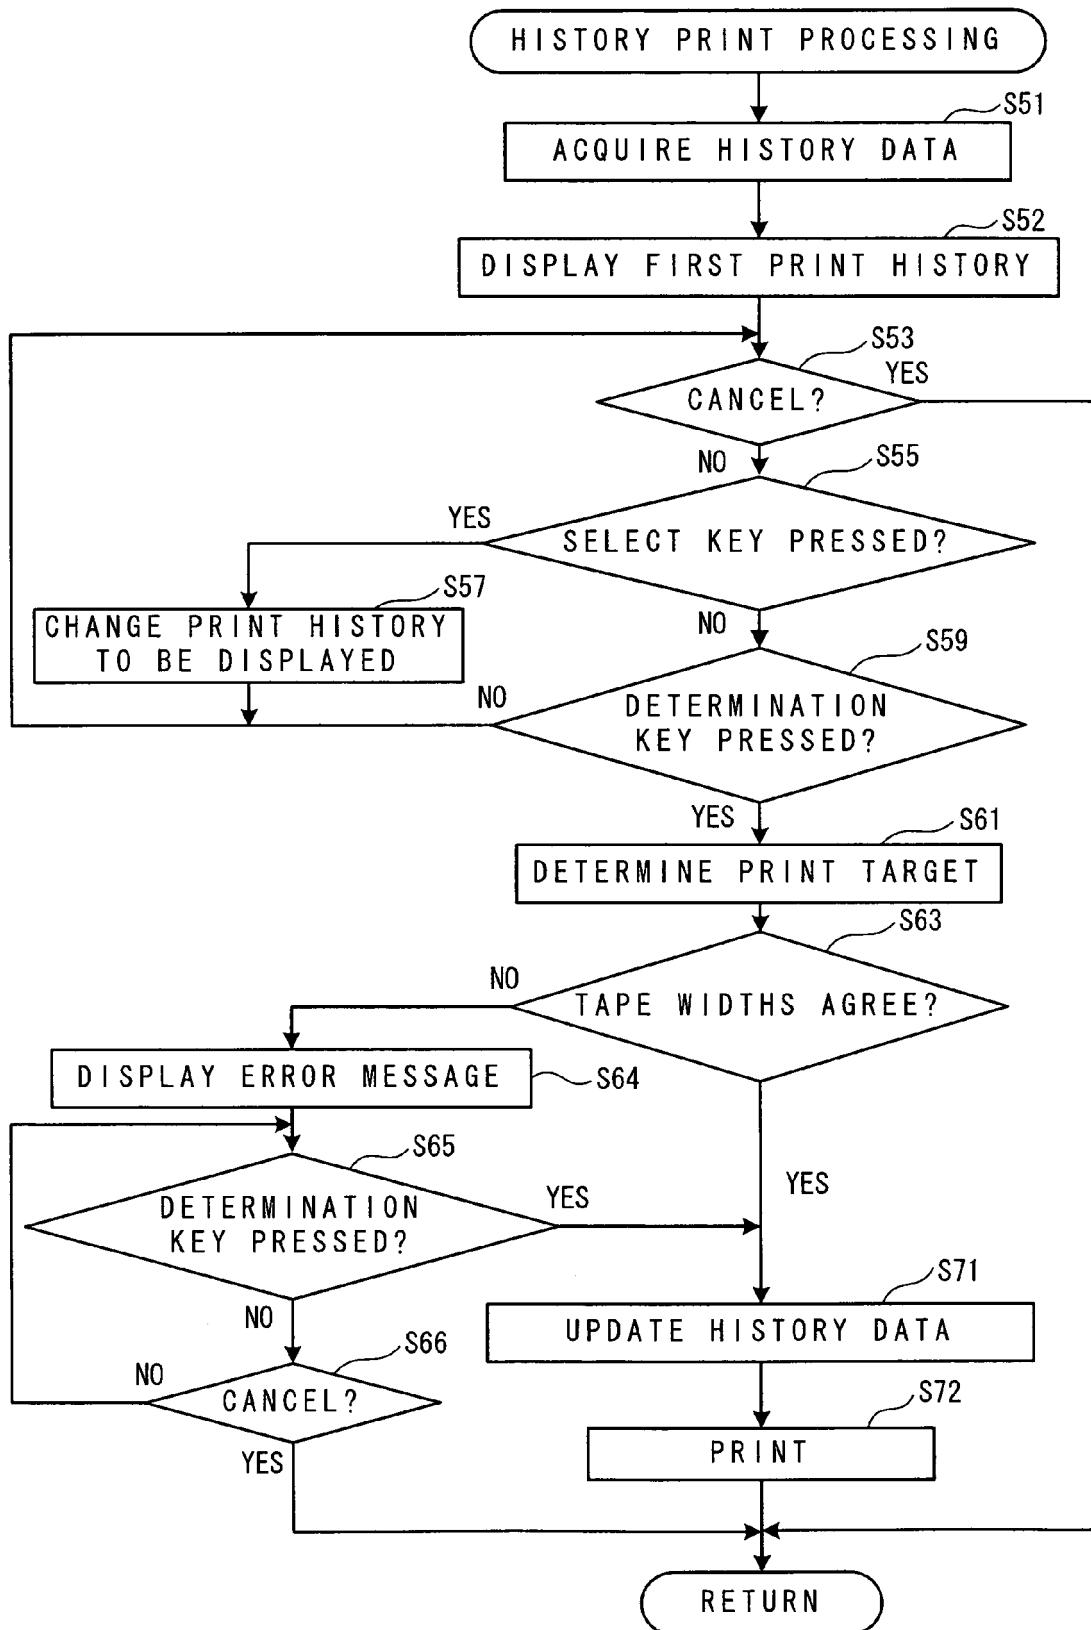 HISTORY PRINT PROCESSING
S51
ACQUIRE HISTORY DATA
S52
DISPLAY FIRST PRINT HISTORY
S53
CANCEL?
YES
NO
S55
SELECT KEY PRESSED?
YES
S57
CHANGE PRINT HISTORY
TO BE DISPLAYED
NO
S59
DETERMINATION
KEY PRESSED?
NO
YES
S61
DETERMINE PRINT TARGET
S63
TAPE WIDTHS AGREE?
NO
DISPLAY ERROR MESSAGE
S64
S65
DETERMINATION
KEY PRESSED?
YES
YES
NO
S71
UPDATE HISTORY DATA
S66
CANCEL?
NO
YES
S72
PRINT
RETURN